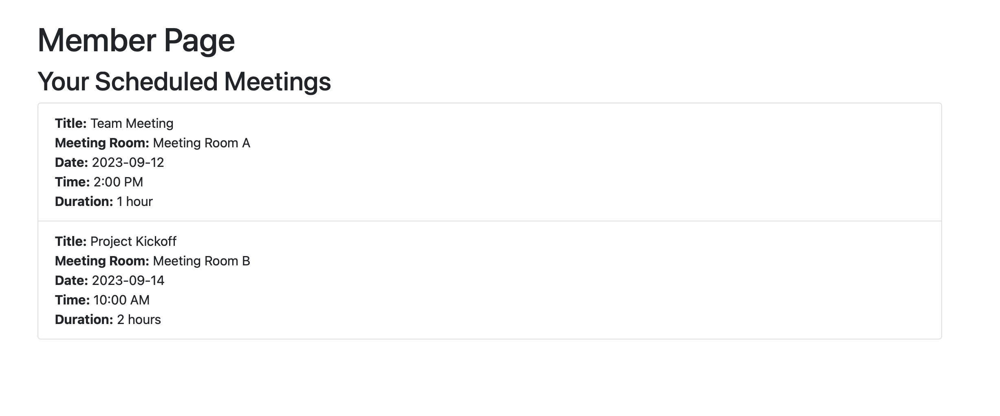 Member Page
Your Scheduled Meetings
Title: Team Meeting
Meeting Room: Meeting Room A
Date: 2023-09-12
Time: 2:00 PM
Duration: 1 hour
Title: Project Kickoff
Meeting Room: Meeting Room B
Date: 2023-09-14
Time: 10:00 AM
Duration: 2 hours